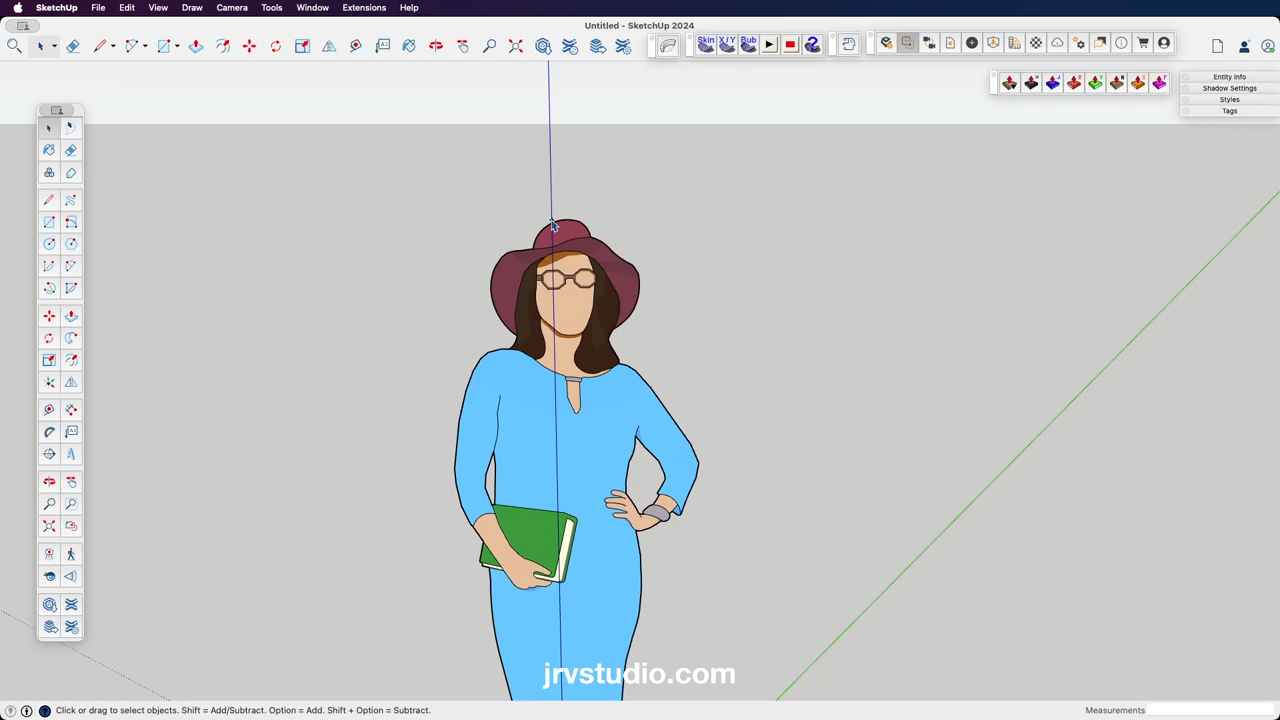 SketchUp File Edit View Draw Camera Tools Window Extensions Help
Untitled - SketchUp 2024
Skin X/Y Bub
Entity Info
Shadow Settings
Styles
Tags
jrvstudio.com
Click or drag to select objects. Shift = Add/Subtract. Option = Add. Shift + Option = Subtract.
Measurements